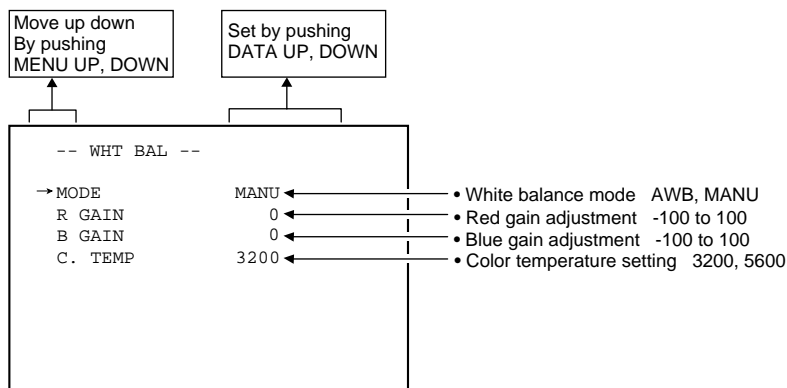 Move up down
By pushing
MENU UP, DOWN
Set by pushing
DATA UP, DOWN
-- WHT BAL --
→MODE MANU • White balance mode AWB, MANU
R GAIN 0 • Red gain adjustment -100 to 100
B GAIN 0 • Blue gain adjustment -100 to 100
C. TEMP 3200 • Color temperature setting 3200, 5600